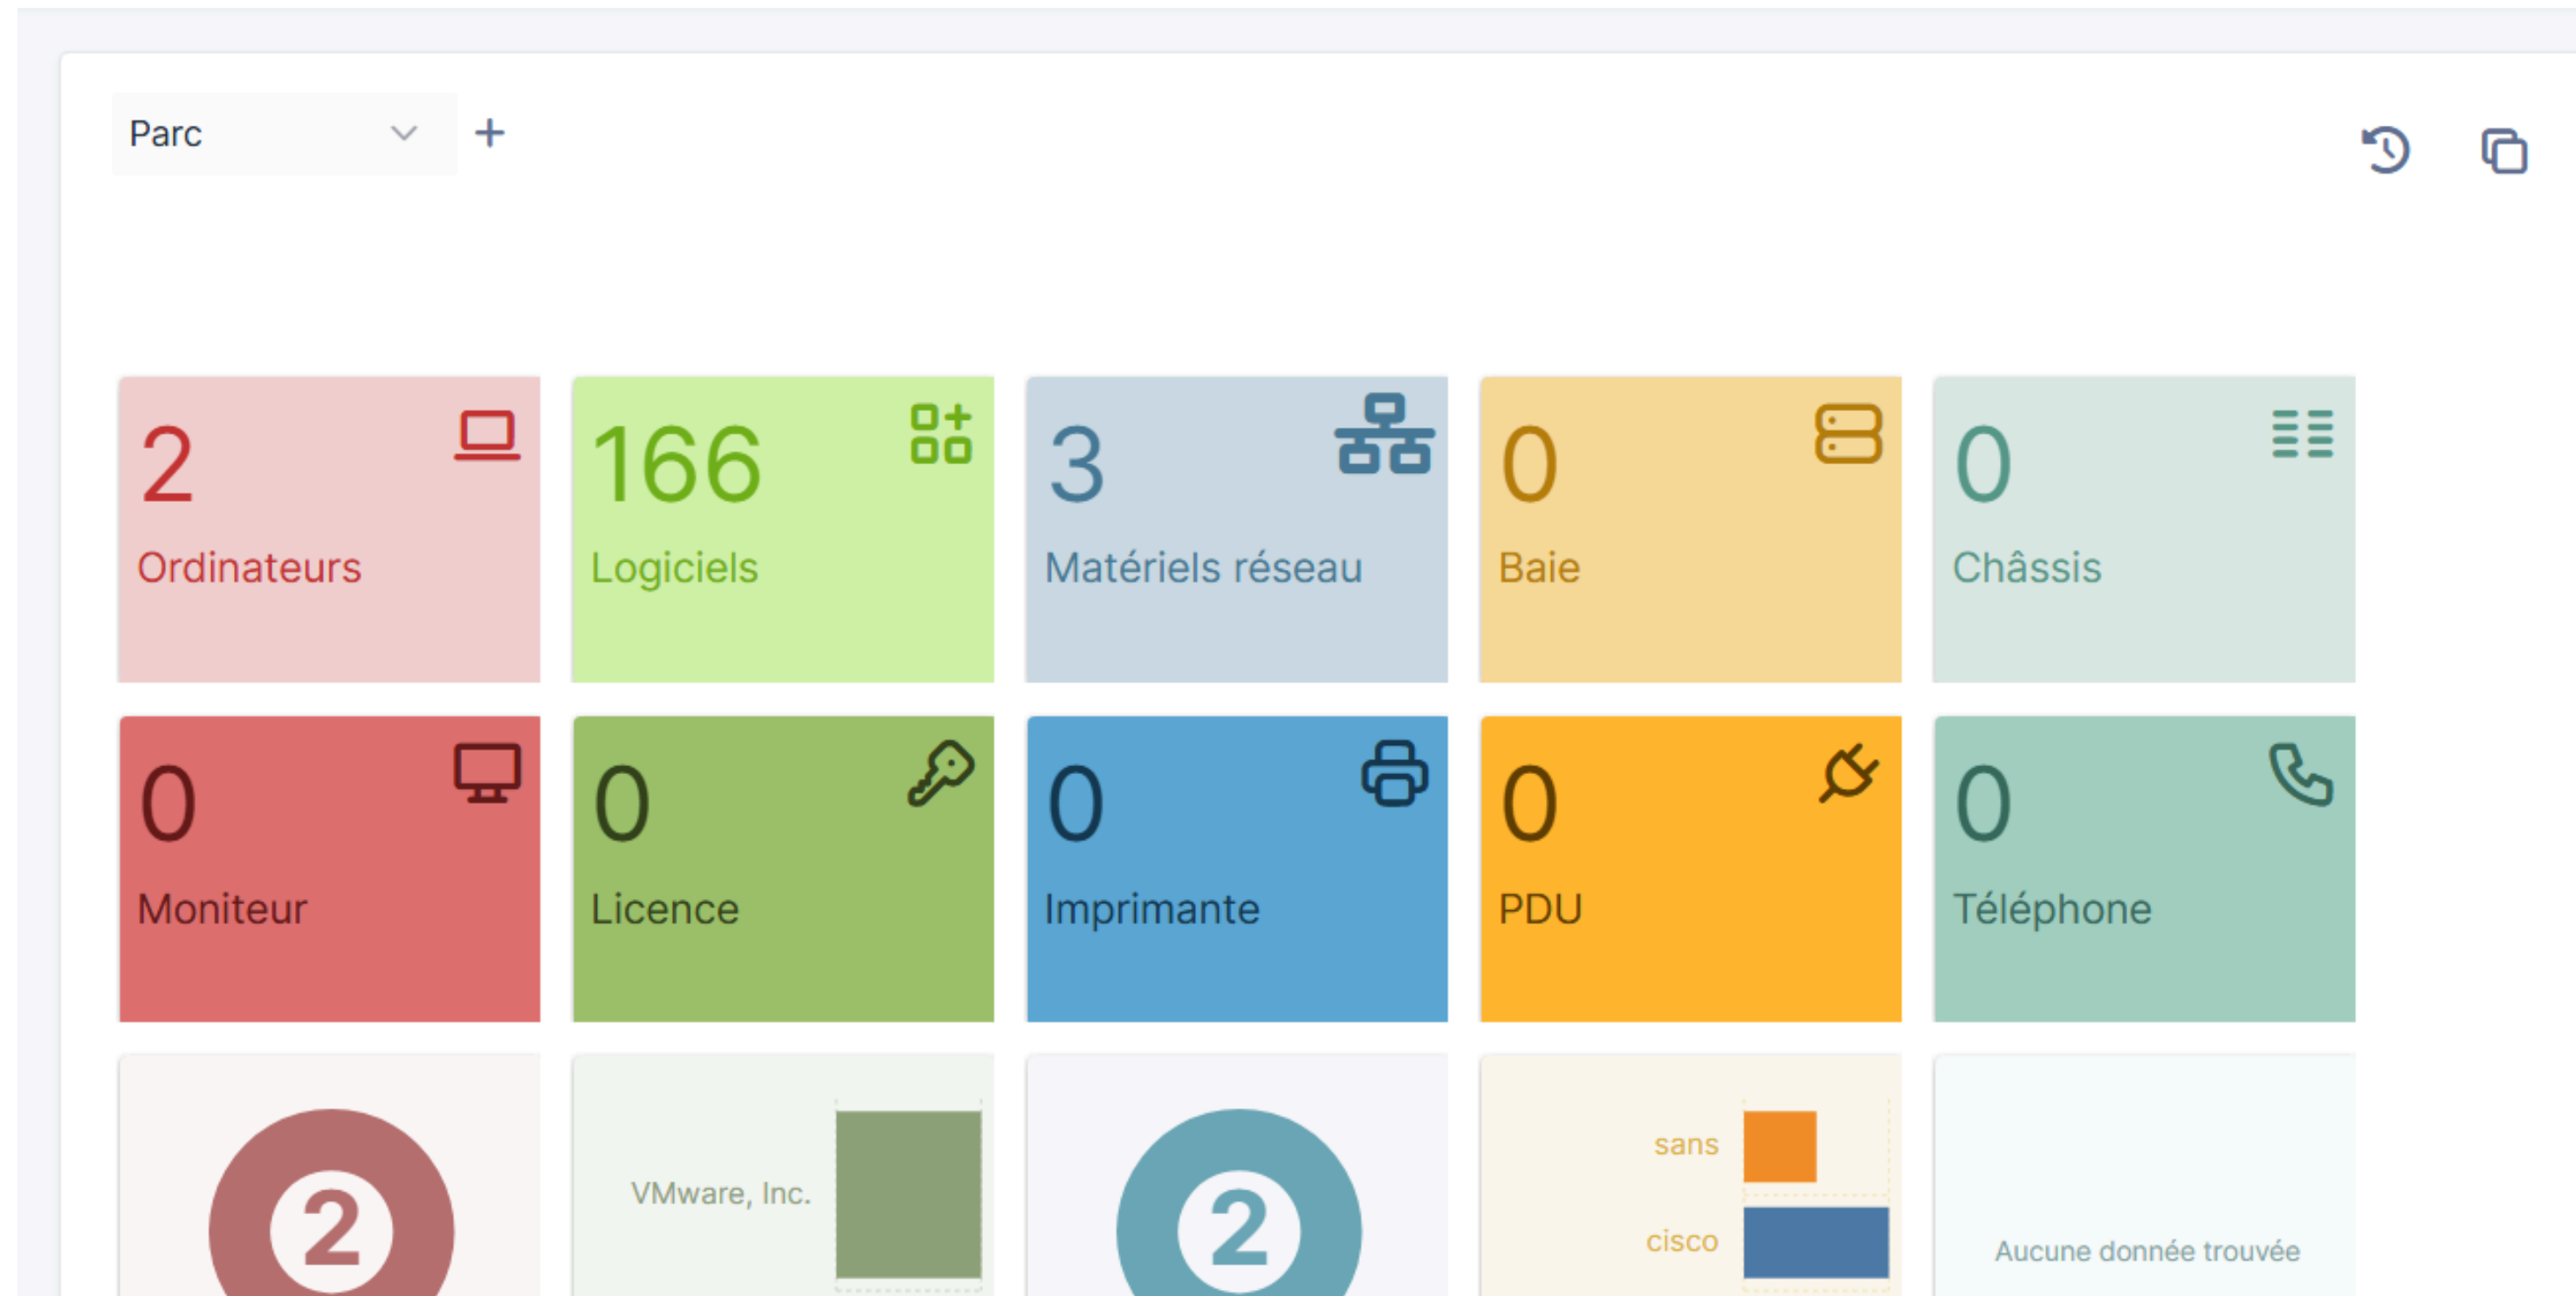 Parc
2
166
3
0
0
Ordinateurs
Logiciels
Matériels réseau
Baie
Châssis
0
0
0
0
0
Moniteur
Licence
Imprimante
PDU
Téléphone
2
VMware, Inc.
2
sans
cisco
Aucune donnée trouvée